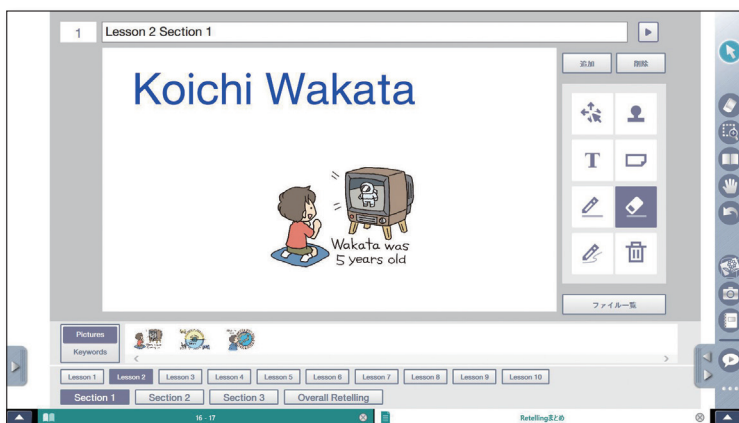 1 Lesson 2 Section 1
Koichi Wakata
Wakata was
5 years old
追加 削除
T
ファイル一覧
Pictures
Keywords
Lesson 1 Lesson 2 Lesson 3 Lesson 4 Lesson 5 Lesson 6 Lesson 7 Lesson 8 Lesson 9 Lesson 10
Section 1 Section 2 Section 3 Overall Retelling
16 - 17 Retellingまとめ